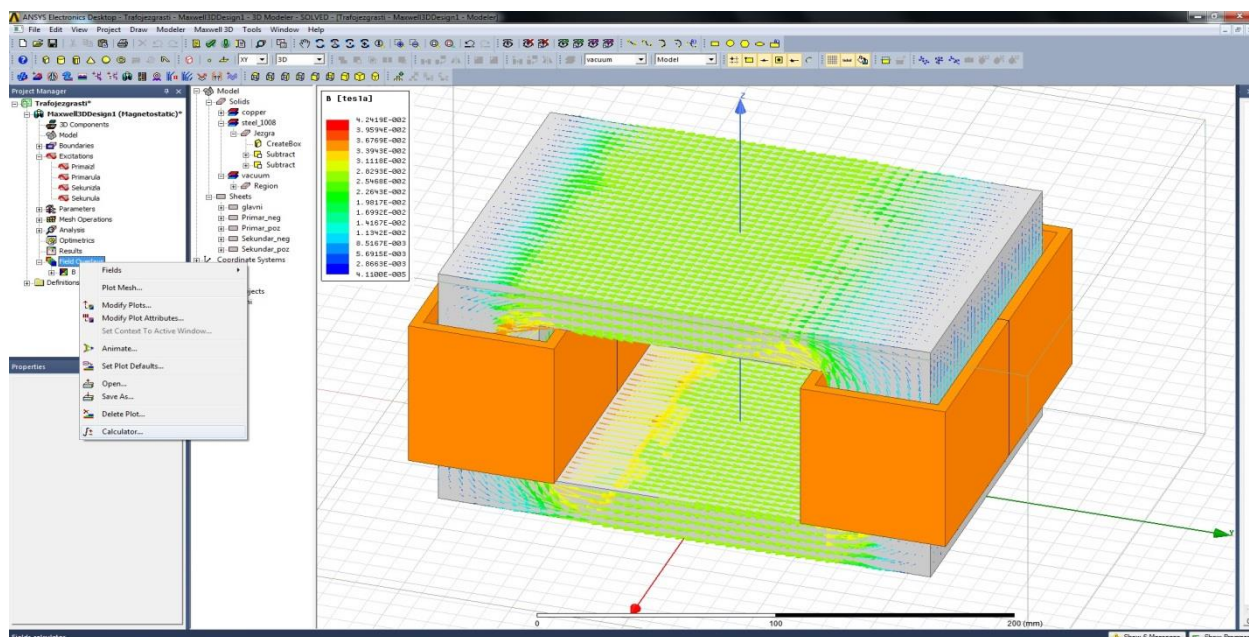 ANSYS Electronics Desktop - Trafojezgrasti - Maxwell3DDesign1 - 3D Modeler - SOLVED - [Trafojezgrasti - Maxwell3DDesign1 - Modeler]
File Edit View Project Draw Modeler Maxwell 3D Tools Window Help
XY 3D vacuum Model
Project Manager
Trafojezgrasti*
Maxwell3DDesign1 (Magnetostatic)*
3D Components
Model
Boundaries
Excitations
Primaizl
Primarula
Sekunizla
Sekunula
Parameters
Mesh Operations
Analysis
Optimetrics
Results
Field Overlays
B
Definitions
Fields
Plot Mesh...
Modify Plots...
Modify Plot Attributes...
Set Context To Active Window...
Animate...
Set Plot Defaults...
Open...
Save As...
Delete Plot...
Calculator...
Properties
Model
Solids
copper
steel_1008
Jezgra
CreateBox
Subtract
Subtract
vacuum
Region
Sheets
glavni
Primar_neg
Primar_poz
Sekundar_neg
Sekundar_poz
Coordinate Systems
B [tesla]
4.2419E-002
3.9594E-002
3.6769E-002
3.3943E-002
3.1118E-002
2.8293E-002
2.5468E-002
2.2643E-002
1.9817E-002
1.6992E-002
1.4167E-002
1.1342E-002
8.5167E-003
5.6915E-003
2.8663E-003
4.1100E-005
Z
Y
0 100 200 (mm)
Fields calculator